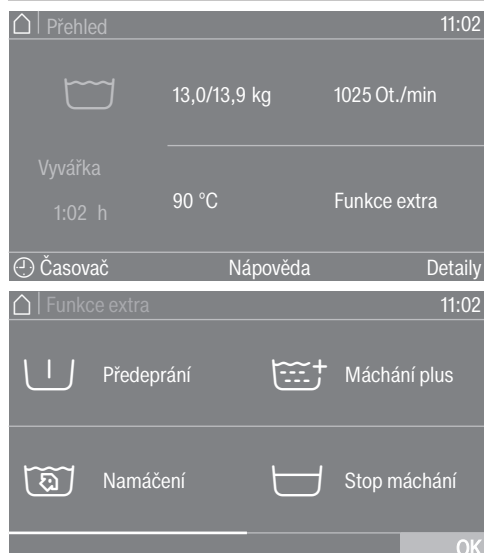 Přehled 11:02
13,0/13,9 kg 1025 Ot./min
Vyvářka
1:02 h
90 °C Funkce extra
Časovač Nápověda Detaily
Funkce extra 11:02
Předeprání Máchání plus
Namáčení Stop máchání
OK